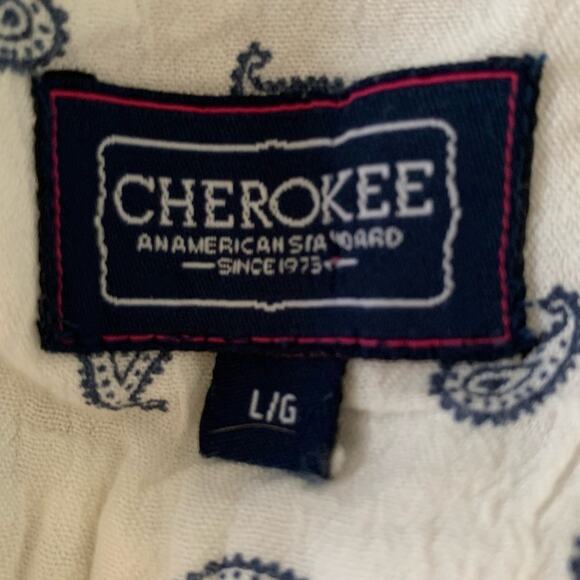 CHEROKEE
AN AMERICAN STANDARD
SINCE 1973
L/G